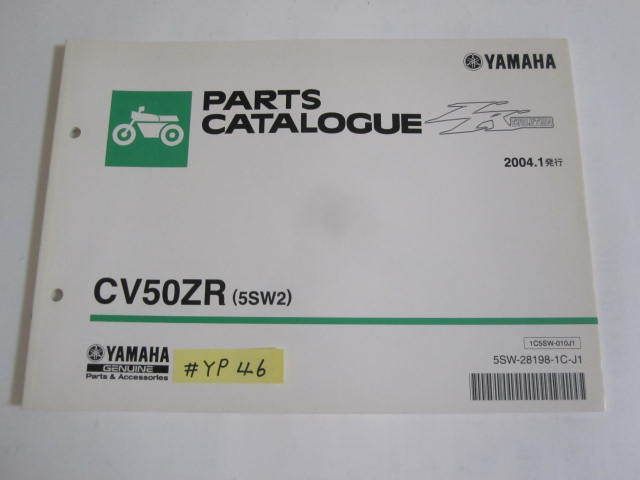 YAMAHA
PARTS
CATALOGUE
2004.1発行
CV50ZR (5SW2)
1C5SW-010J1
5SW-28198-1C-J1
YAMAHA
GENUINE
Parts & Accessories
#YP 46